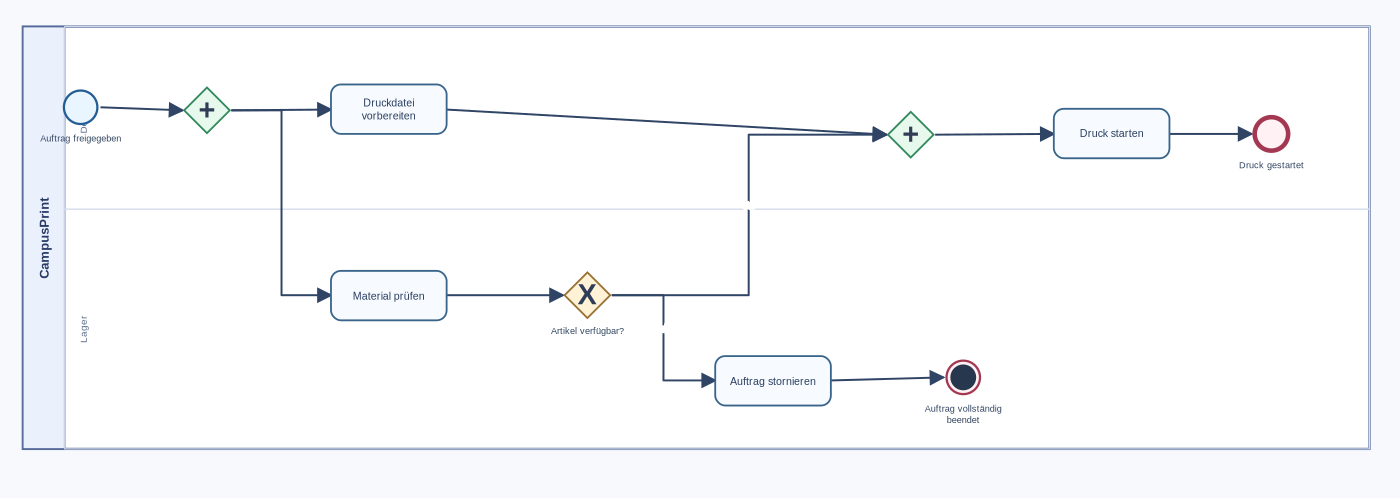 CampusPrint
Auftrag freigegeben
Druckdatei
vorbereiten
Druck starten
Druck gestartet
Lager
Material prüfen
X
Artikel verfügbar?
Auftrag stornieren
Auftrag vollständig
beendet